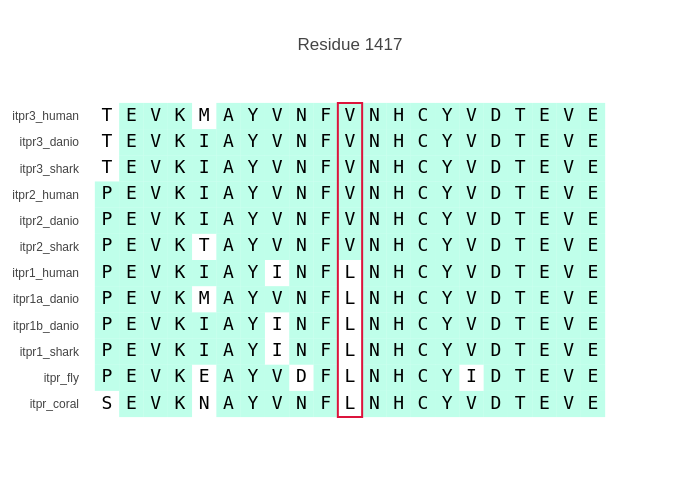 Residue 1417
itpr3_human T E V K M A Y V N F V N H C Y V D T E V E
itpr3_danio T E V K I A Y V N F V N H C Y V D T E V E
itpr3_shark T E V K I A Y V N F V N H C Y V D T E V E
itpr2_human P E V K I A Y V N F V N H C Y V D T E V E
itpr2_danio P E V K I A Y V N F V N H C Y V D T E V E
itpr2_shark P E V K T A Y V N F V N H C Y V D T E V E
itpr1_human P E V K I A Y I N F L N H C Y V D T E V E
itpr1a_danio P E V K M A Y V N F L N H C Y V D T E V E
itpr1b_danio P E V K I A Y I N F L N H C Y V D T E V E
itpr1_shark P E V K I A Y I N F L N H C Y V D T E V E
itpr_fly P E V K E A Y V D F L N H C Y I D T E V E
itpr_coral S E V K N A Y V N F L N H C Y V D T E V E